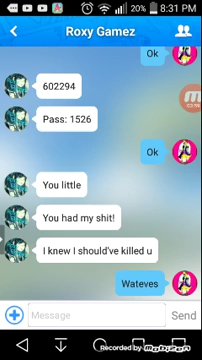 20% 8:31 PM
Roxy Gamez
Ok
602294
Pass: 1526
Ok
You little
You had my shit!
I knew I should've killed u
Wateves
Message
Send
Recorded by